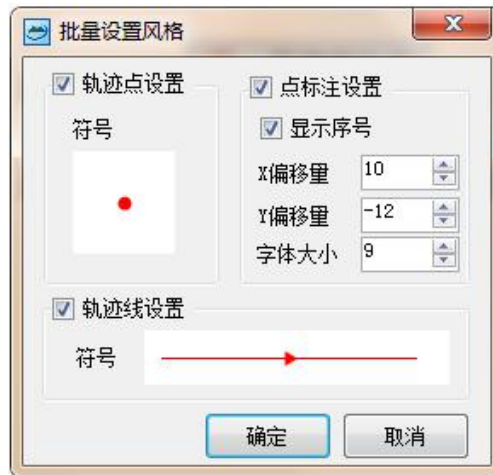 批量设置风格
轨迹点设置
符号
点标注设置
显示序号
X偏移量 10
Y偏移量 -12
字体大小 9
轨迹线设置
符号
确定 取消